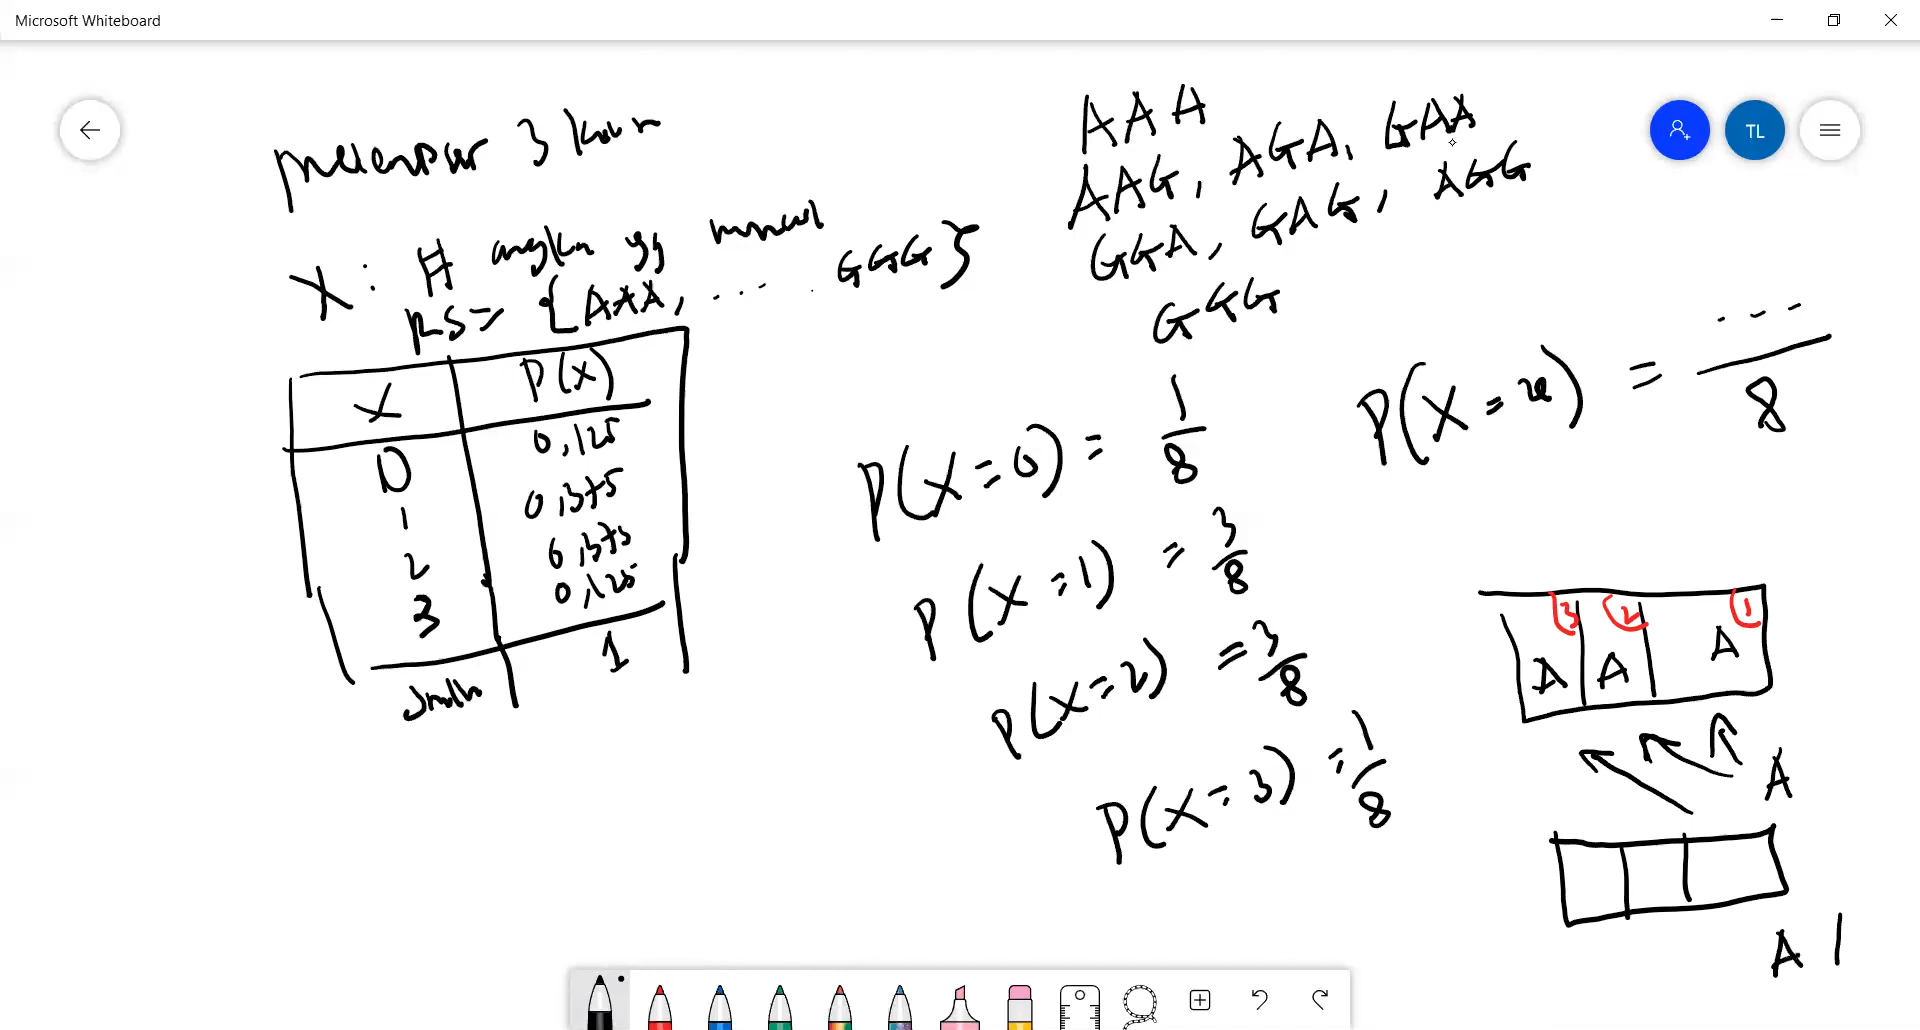 Microsoft Whiteboard
TL
melempar 3 koin
X : # angka yg muncul
RS = {AAA, ..... GGG}
X P(X)
0 0,125
1 0,375
2 0,375
3 0,125
Jumlah 1
AAA
AAG, AGA, GAA
GGA, GAG, AGG
GGG
P(X=0) = 1/8
P(X=1) = 3/8
P(X=2) = 3/8
P(X=3) = 1/8
P(X=x) = .../8
3 2 1
A A A
A
A 1